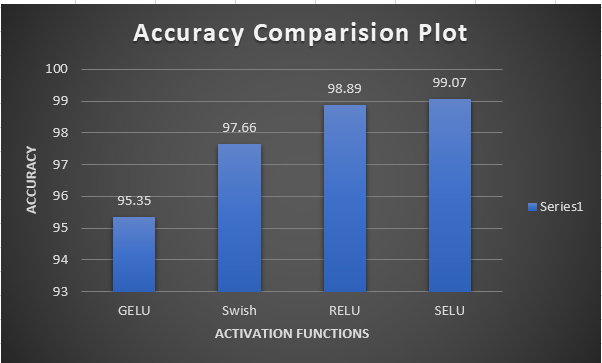 Accuracy Comparision Plot
100
99
98
97
96
95
94
93
ACCURACY
95.35
97.66
98.89
99.07
GELU
Swish
RELU
SELU
ACTIVATION FUNCTIONS
Series1